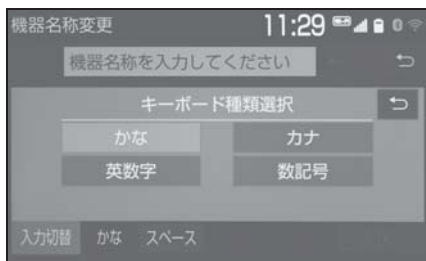 機器名称変更 11:29
機器名称を入力してください
キーボード種類選択
かな カナ
英数字 数記号
入力切替 かな スペース